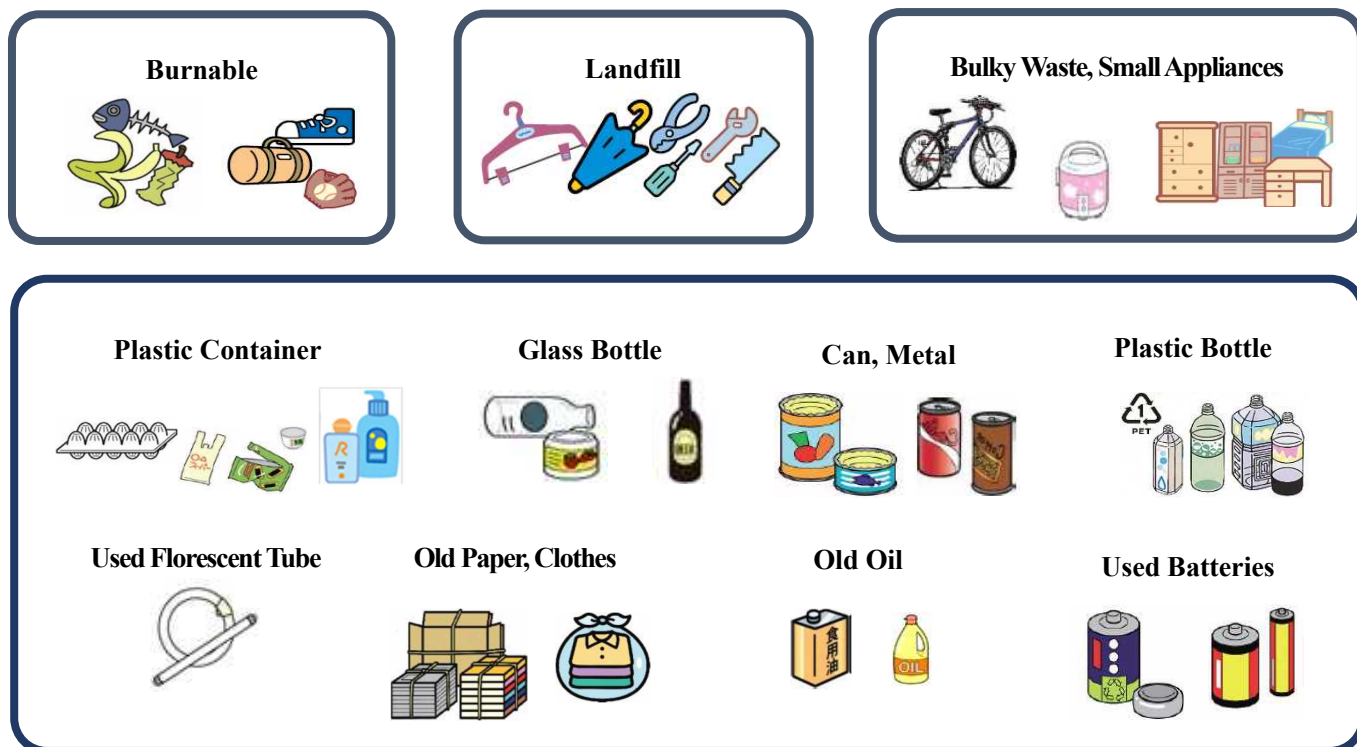 Burnable
Landfill
Bulky Waste, Small Appliances
Plastic Container
Glass Bottle
Can, Metal
Plastic Bottle
1
PET
Used Florescent Tube
Old Paper, Clothes
Old Oil
Used Batteries
食用油
OIL